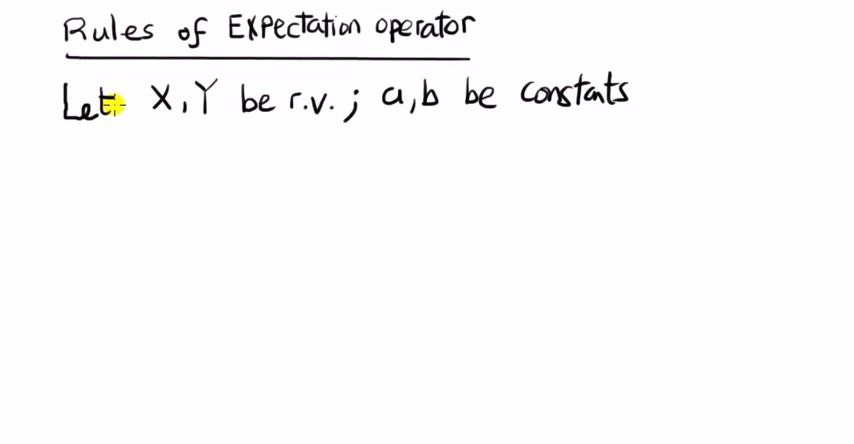 Rules of Expectation operator
Let X, Y be r.v. ; a, b be constants